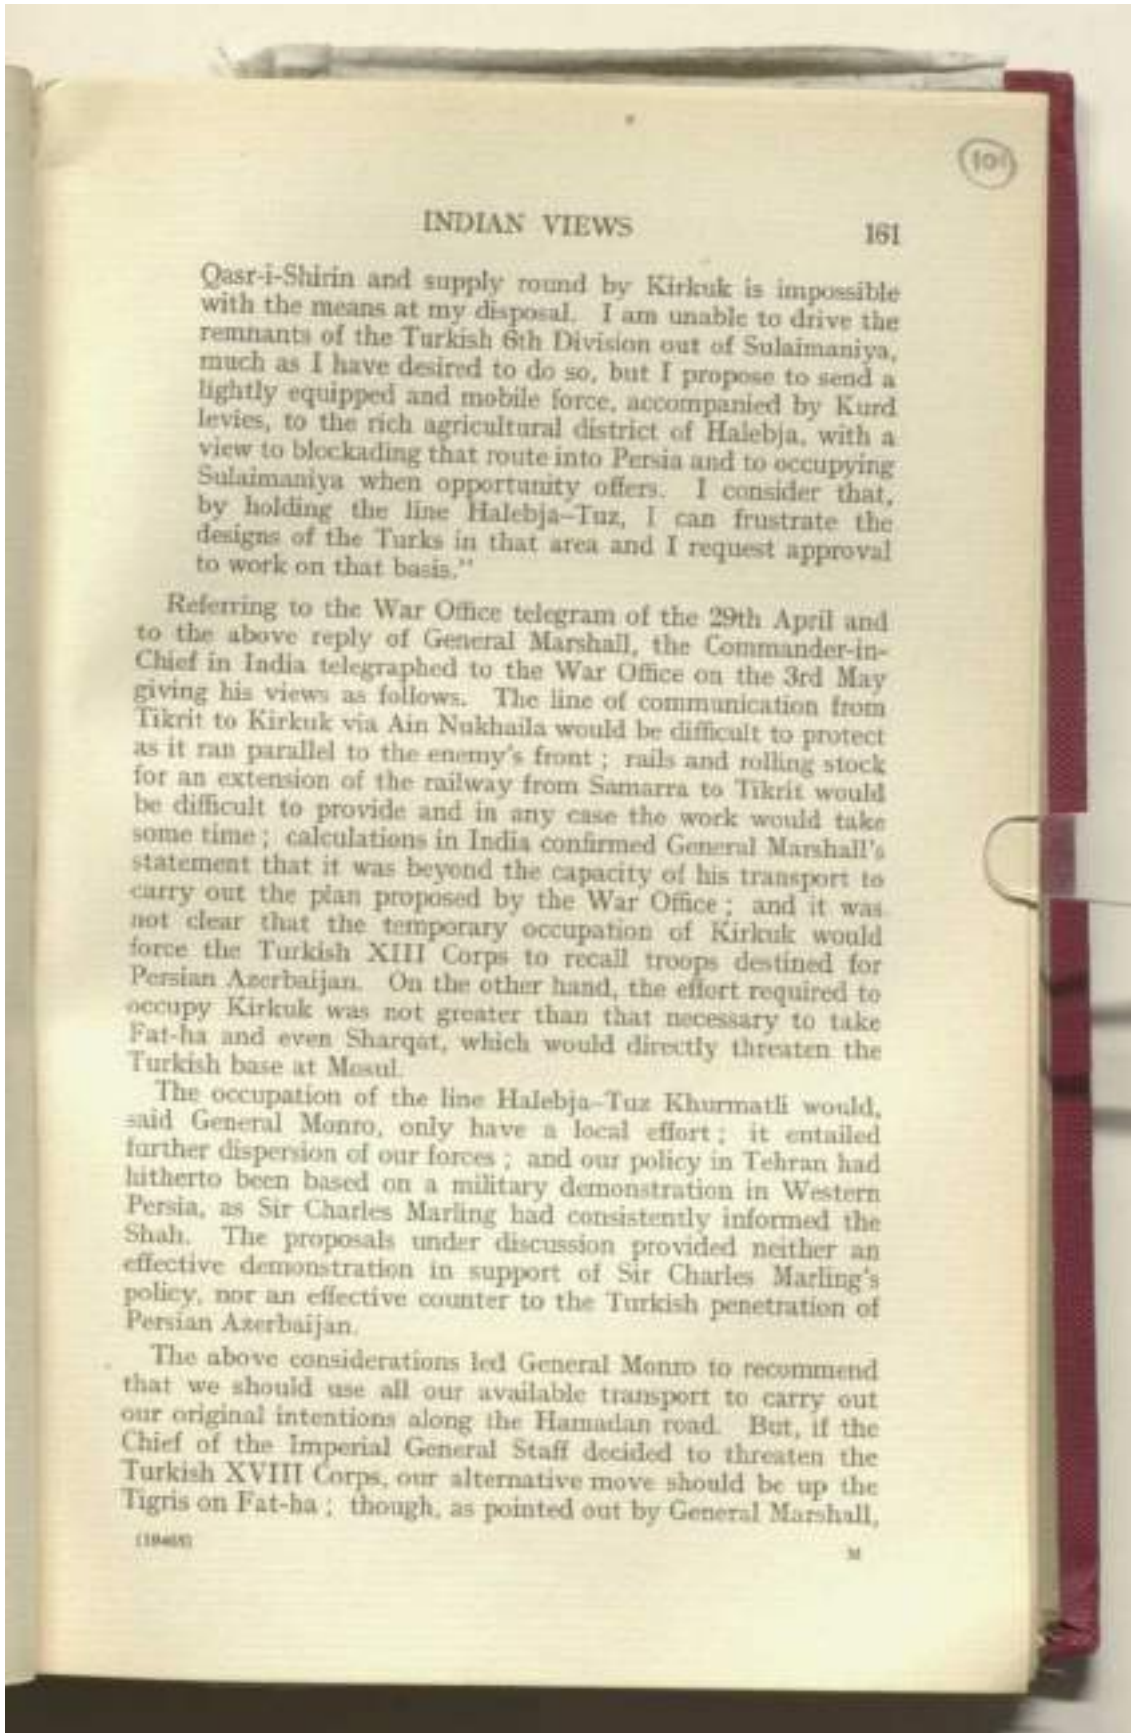 INDIAN VIEWS 161
Qasr-i-Shirin and supply round by Kirkuk is impossible
with the means at my disposal. I am unable to drive the
remnants of the Turkish 6th Division out of Sulaimaniya,
much as I have desired to do so, but I propose to send a
lightly equipped and mobile force, accompanied by Kurd
levies, to the rich agricultural district of Halebja, with a
view to blockading that route into Persia and to occupying
Sulaimaniya when opportunity offers. I consider that,
by holding the line Halebja–Tuz, I can frustrate the
designs of the Turks in that area and I request approval
to work on that basis."
Referring to the War Office telegram of the 29th April and
to the above reply of General Marshall, the Commander-in-
Chief in India telegraphed to the War Office on the 3rd May
giving his views as follows. The line of communication from
Tikrit to Kirkuk via Ain Nukhaila would be difficult to protect
as it ran parallel to the enemy's front ; rails and rolling stock
for an extension of the railway from Samarra to Tikrit would
be difficult to provide and in any case the work would take
some time ; calculations in India confirmed General Marshall's
statement that it was beyond the capacity of his transport to
carry out the plan proposed by the War Office ; and it was
not clear that the temporary occupation of Kirkuk would
force the Turkish XIII Corps to recall troops destined for
Persian Azerbaijan. On the other hand, the effort required to
occupy Kirkuk was not greater than that necessary to take
Fat-ha and even Sharqat, which would directly threaten the
Turkish base at Mosul.
The occupation of the line Halebja–Tuz Khurmatli would,
said General Monro, only have a local effort ; it entailed
further dispersion of our forces ; and our policy in Tehran had
hitherto been based on a military demonstration in Western
Persia, as Sir Charles Marling had consistently informed the
Shah. The proposals under discussion provided neither an
effective demonstration in support of Sir Charles Marling's
policy, nor an effective counter to the Turkish penetration of
Persian Azerbaijan.
The above considerations led General Monro to recommend
that we should use all our available transport to carry out
our original intentions along the Hamadan road. But, if the
Chief of the Imperial General Staff decided to threaten the
Turkish XVIII Corps, our alternative move should be up the
Tigris on Fat-ha ; though, as pointed out by General Marshall,
M